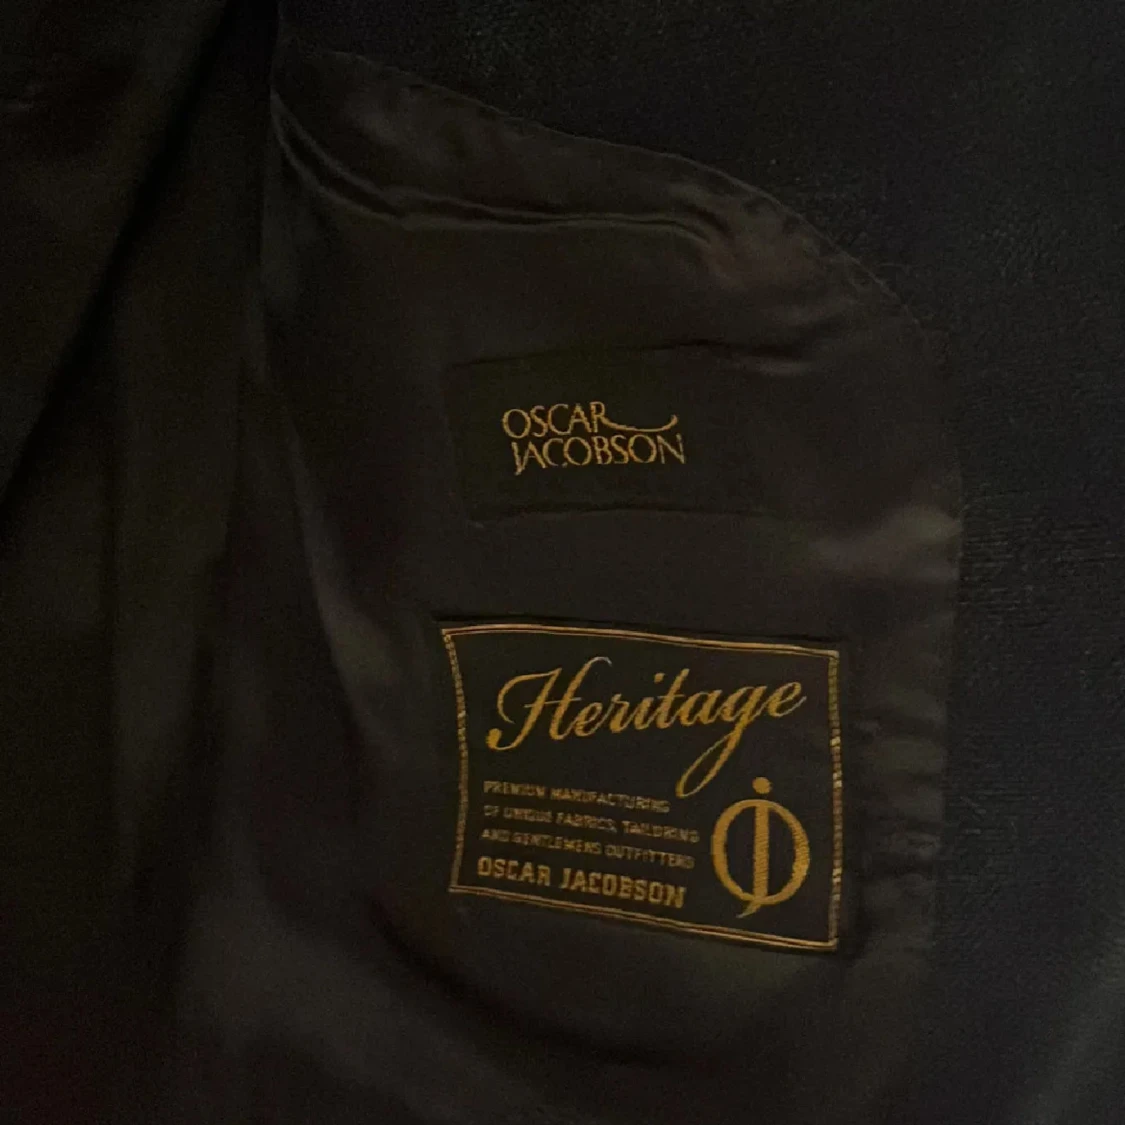 OSCAR
JACOBSON
Heritage
PREMIUM MANUFACTURING
OF UNIQUE FABRICS, TAILORING
AND GENTLEMENS OUTFITTERS
OSCAR JACOBSON